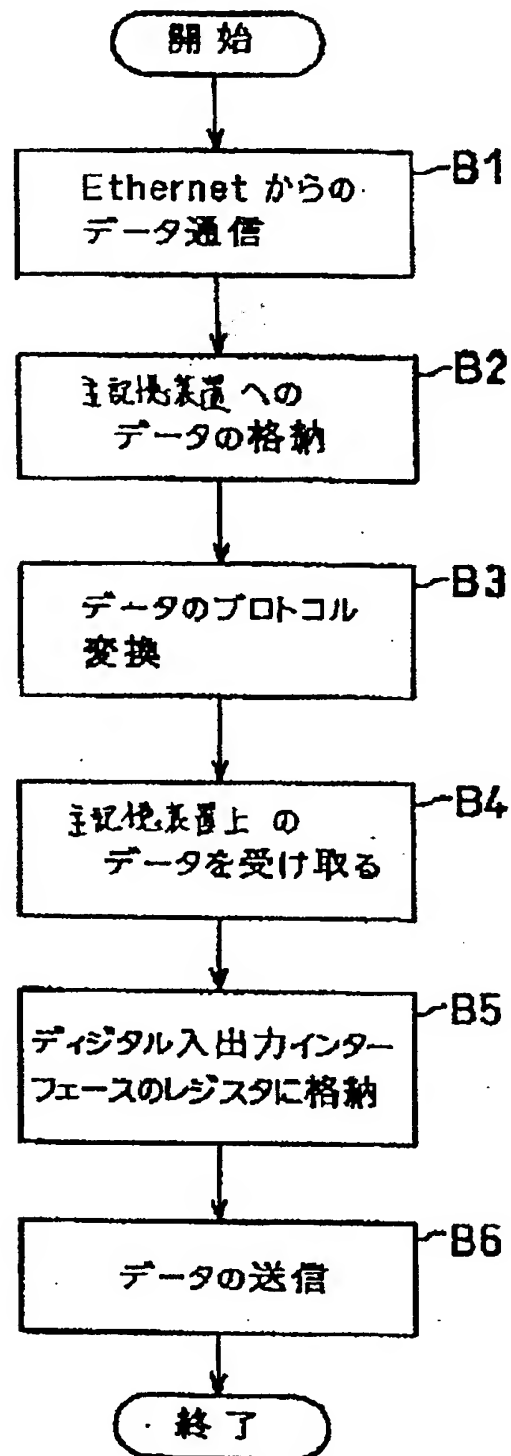 開始
B1
Ethernet からの
データ通信
B2
主記憶装置への
データの格納
B3
データのプロトコル
変換
B4
主記憶装置上の
データを受け取る
B5
ディジタル入出力インター
フェースのレジスタに格納
B6
データの送信
終了